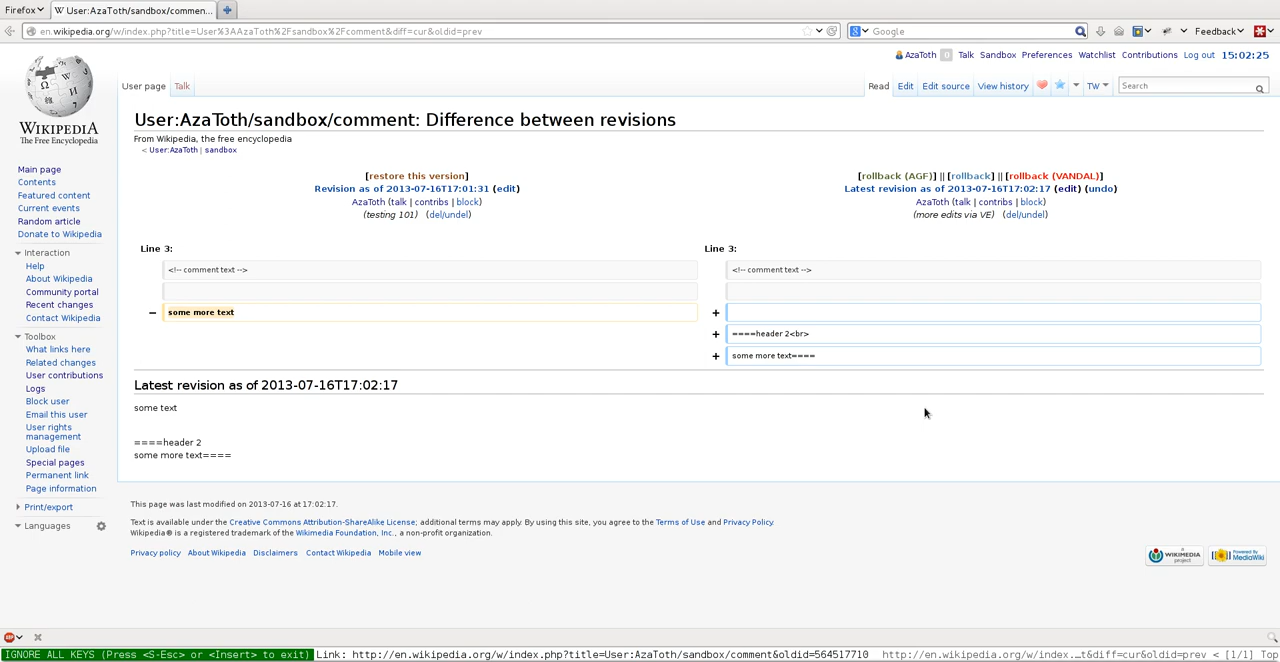 Firefox
W User:AzaToth/sandbox/commen...
en.wikipedia.org/w/index.php?title=User%3AAzaToth%2Fsandbox%2Fcomment&diff=cur&oldid=prev
Google
Feedback
AzaToth 0 Talk Sandbox Preferences Watchlist Contributions Log out 15:02:25
User page Talk
Read Edit Edit source View history TW Search
WIKIPEDIA
The Free Encyclopedia
Main page
Contents
Featured content
Current events
Random article
Donate to Wikipedia
Interaction
Help
About Wikipedia
Community portal
Recent changes
Contact Wikipedia
Toolbox
What links here
Related changes
User contributions
Logs
Block user
Email this user
User rights
management
Upload file
Special pages
Permanent link
Page information
Print/export
Languages
User:AzaToth/sandbox/comment: Difference between revisions
From Wikipedia, the free encyclopedia
< User:AzaToth | sandbox
[restore this version]
Revision as of 2013-07-16T17:01:31 (edit)
AzaToth (talk | contribs | block)
(testing 101) (del/undel)
[rollback (AGF)] || [rollback] || [rollback (VANDAL)]
Latest revision as of 2013-07-16T17:02:17 (edit) (undo)
AzaToth (talk | contribs | block)
(more edits via VE) (del/undel)
Line 3:
<!-- comment text -->
− some more text
Line 3:
<!-- comment text -->
+
+ ====header 2<br>
+ some more text====
Latest revision as of 2013-07-16T17:02:17
some text
====header 2
some more text====
This page was last modified on 2013-07-16 at 17:02:17.
Text is available under the Creative Commons Attribution-ShareAlike License; additional terms may apply. By using this site, you agree to the Terms of Use and Privacy Policy.
Wikipedia® is a registered trademark of the Wikimedia Foundation, Inc., a non-profit organization.
Privacy policy About Wikipedia Disclaimers Contact Wikipedia Mobile view
A WIKIMEDIA project
Powered By MediaWiki
IGNORE ALL KEYS (Press <S-Esc> or <Insert> to exit) Link: http://en.wikipedia.org/w/index.php?title=User:AzaToth/sandbox/comment&oldid=564517710 http://en.wikipedia.org/w/index.…t&diff=cur&oldid=prev < [1/1] Top